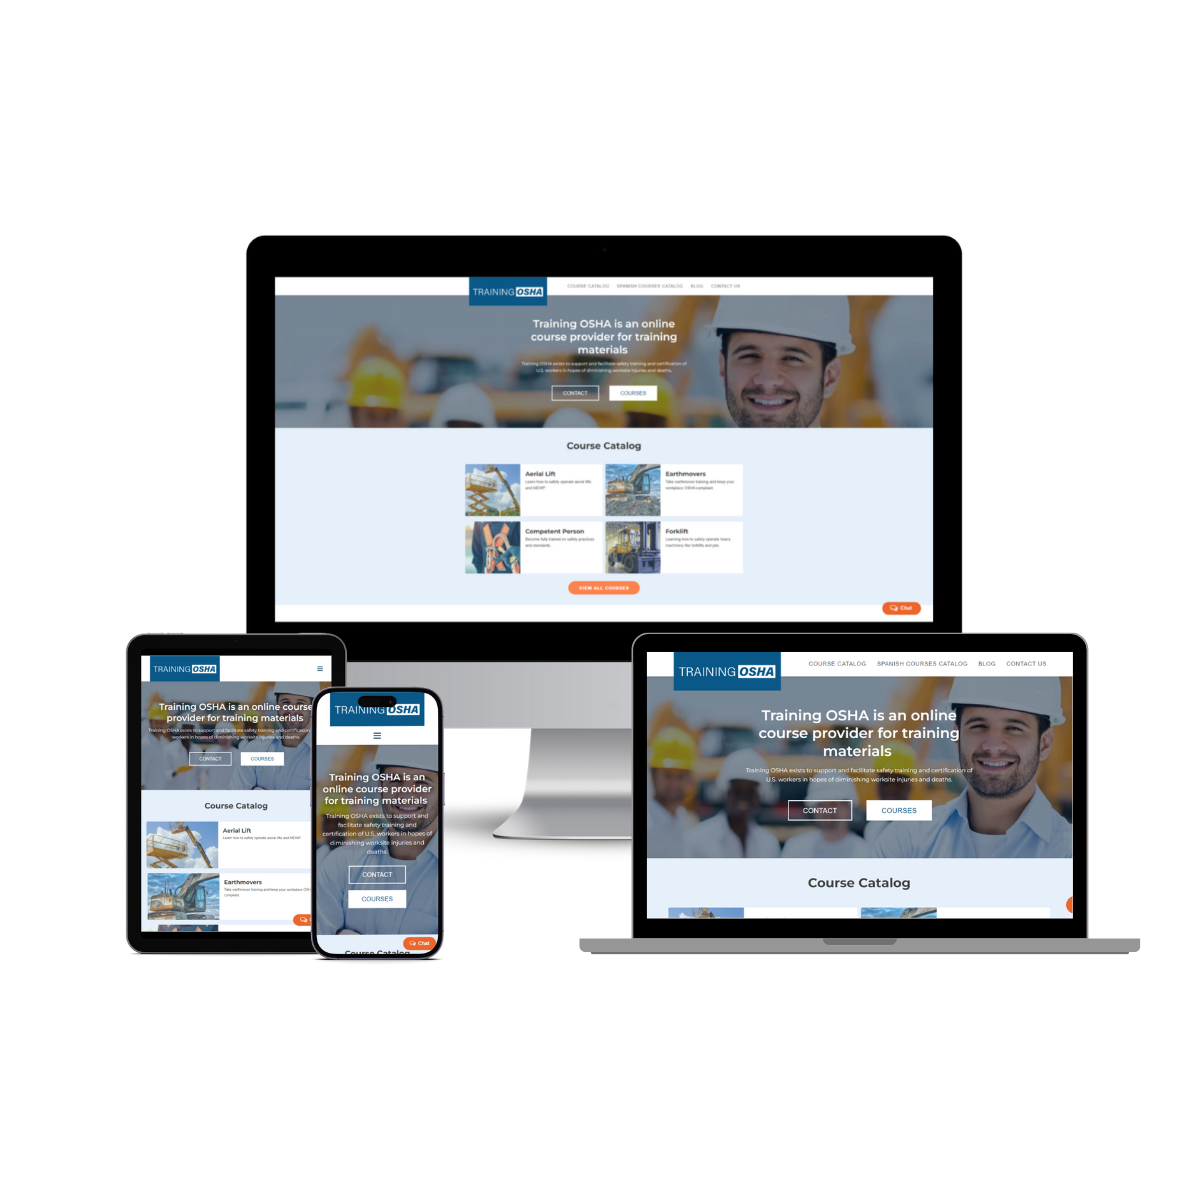 TRAINING OSHA
COURSE CATALOG SPANISH COURSES CATALOG BLOG CONTACT US
Training OSHA is an online
course provider for training
materials
Training OSHA exists to support and facilitate safety training and certification of
U.S. workers in hopes of diminishing worksite injuries and deaths.
CONTACT COURSES
Course Catalog
Aerial Lift
Learn how to safely operate aerial lifts
and MEWP.
Earthmovers
Take earthmover training and keep your
workplace OSHA-compliant.
Competent Person
Become fully trained on safety practices
and standards.
Forklift
Learning how to safely operate heavy
machinery like forklifts and
VIEW ALL COURSES
Chat
TRAINING OSHA
Training OSHA is an online course
provider for training materials
Training OSHA exists to support and facilitate safety training and certification
workers in hopes of diminishing worksite injuries and deaths.
CONTACT COURSES
Course Catalog
Aerial Lift
Learn how to safely operate aerial lifts and MEWP.
Earthmovers
Take earthmover training and keep your workplace
compliant.
TRAINING OSHA
Training OSHA is an
online course provider
for training materials
Training OSHA exists to support and
facilitate safety training and
certification of U.S. workers in hopes of
diminishing worksite injuries and
deaths.
CONTACT
COURSES
Chat
Course Catalog
TRAINING OSHA
COURSE CATALOG SPANISH COURSES CATALOG BLOG CONTACT US
Training OSHA is an online
course provider for training
materials
Training OSHA exists to support and facilitate safety training and certification of
U.S. workers in hopes of diminishing worksite injuries and deaths.
CONTACT COURSES
Course Catalog